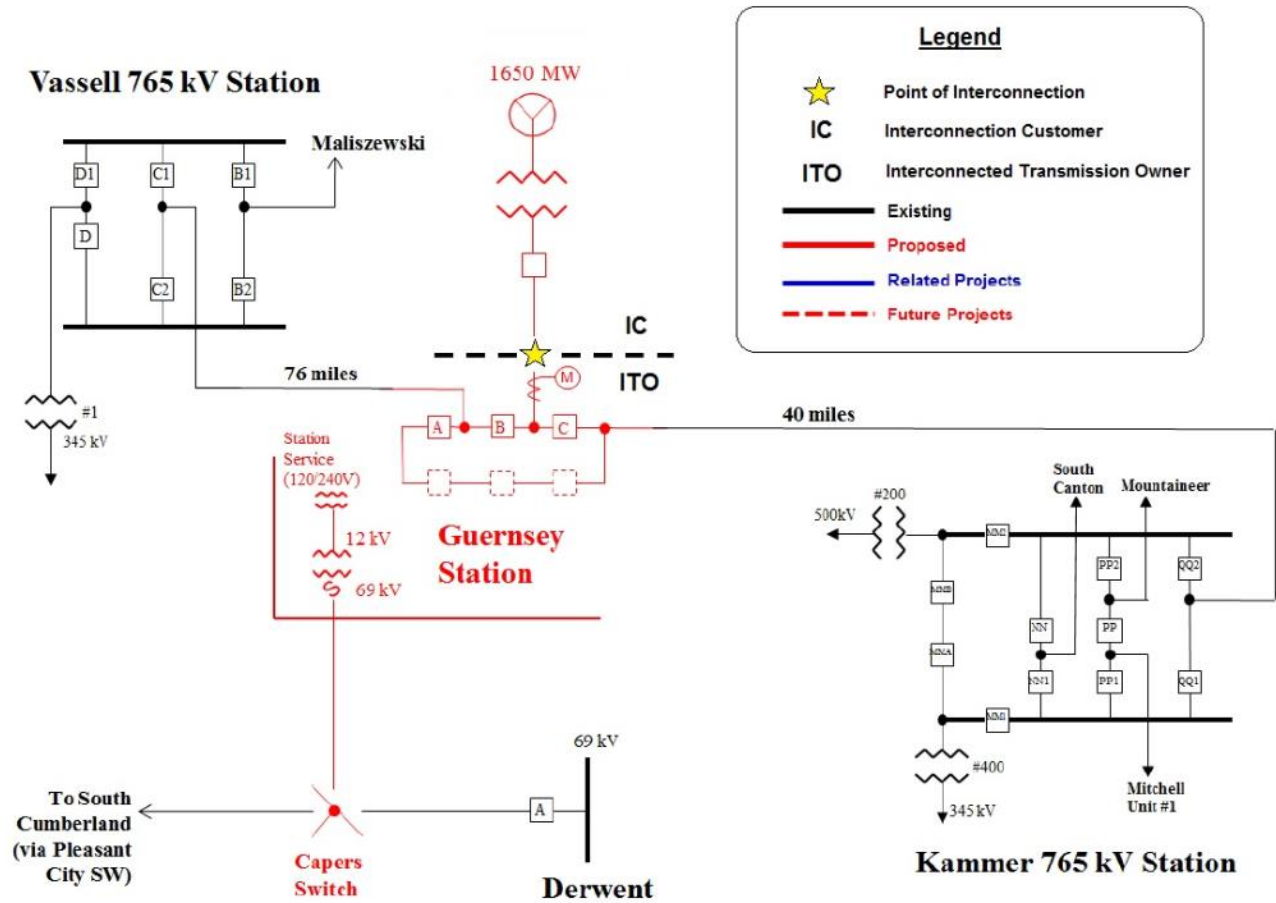 Legend
Point of Interconnection
IC
Interconnection Customer
ITO
Interconnected Transmission Owner
Existing
Proposed
Related Projects
Future Projects
Vassell 765 kV Station
1650 MW
Maliszewski
D1
C1
B1
D
C2
B2
#1
345 kV
76 miles
IC
ITO
M
A
B
C
40 miles
Station
Service
(120/240V)
12 kV
69 kV
Guernsey
Station
To South
Cumberland
(via Pleasant
City SW)
Capers
Switch
69 kV
A
Derwent
500kV
#200
South
Canton
Mountaineer
MM2
MMB
MMA
MM1
NN
NN1
PP2
PP
PP1
QQ2
QQ1
#400
345 kV
Mitchell
Unit #1
Kammer 765 kV Station